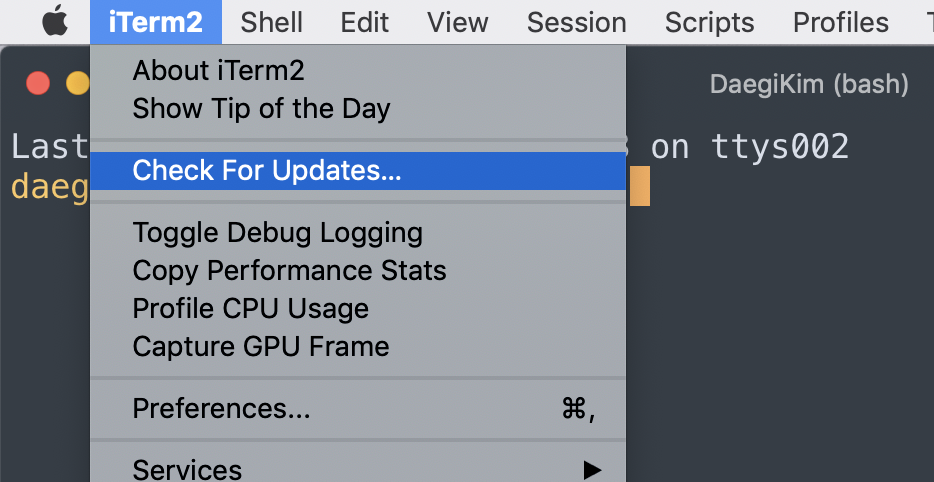 iTerm2 Shell Edit View Session Scripts Profiles
About iTerm2
DaegiKim (bash)
Show Tip of the Day
Last on ttys002
Check For Updates...
daeg
Toggle Debug Logging
Copy Performance Stats
Profile CPU Usage
Capture GPU Frame
Preferences... ⌘,
Services ▶